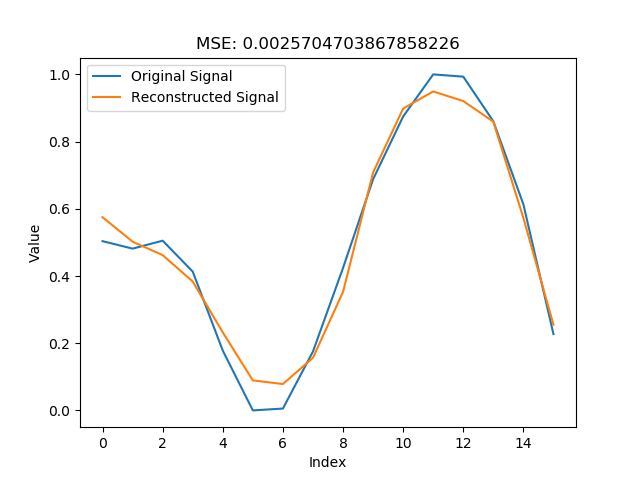 MSE: 0.0025704703867858226
Original Signal
Reconstructed Signal
1.0
0.8
0.6
0.4
0.2
0.0
Value
0 2 4 6 8 10 12 14
Index